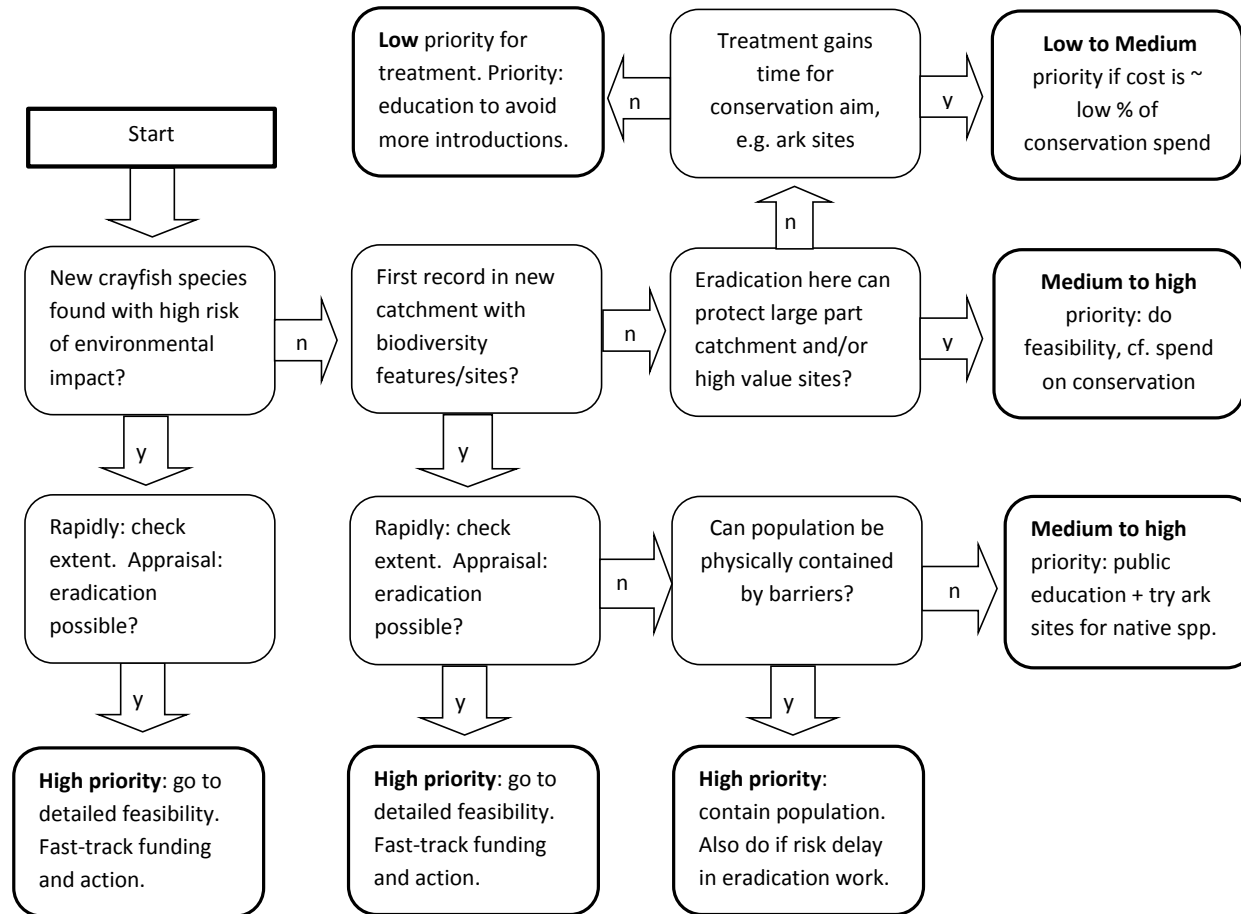 Low priority for
treatment. Priority:
education to avoid
more introductions.
n
Treatment gains
time for
conservation aim,
e.g. ark sites
y
Low to Medium
priority if cost is ~
low % of
conservation spend
Start
n
New crayfish species
found with high risk
of environmental
impact?
n
First record in new
catchment with
biodiversity
features/sites?
n
Eradication here can
protect large part
catchment and/or
high value sites?
y
Medium to high
priority: do
feasibility, cf. spend
on conservation
y
y
Rapidly: check
extent. Appraisal:
eradication
possible?
Rapidly: check
extent. Appraisal:
eradication
possible?
n
Can population be
physically contained
by barriers?
n
Medium to high
priority: public
education + try ark
sites for native spp.
y
y
y
High priority: go to
detailed feasibility.
Fast-track funding
and action.
High priority: go to
detailed feasibility.
Fast-track funding
and action.
High priority:
contain population.
Also do if risk delay
in eradication work.